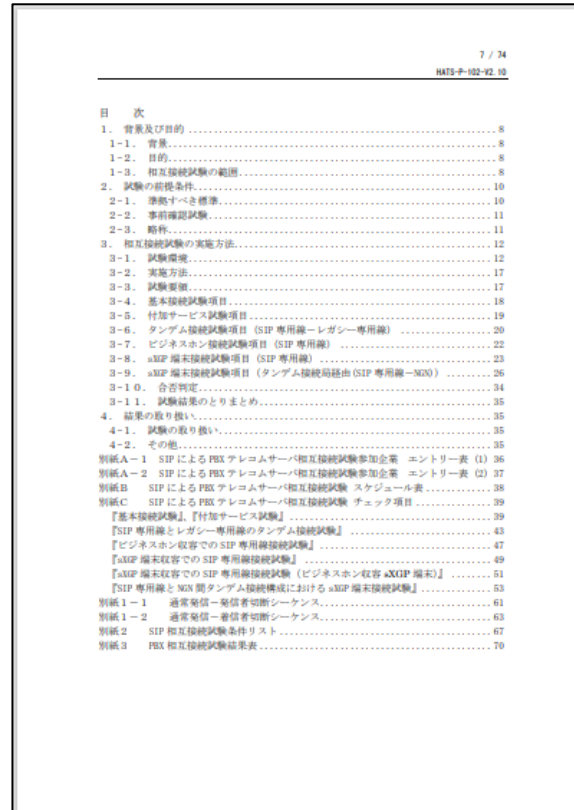 7 / 74
HATS-P-102-V2.10
目　次
1. 背景及び目的 .......... 8
1-1. 背景 .......... 8
1-2. 目的 .......... 8
1-3. 相互接続試験の範囲 .......... 8
2. 試験の前提条件 .......... 10
2-1. 準拠すべき標準 .......... 10
2-2. 事前確認試験 .......... 11
2-3. 略称 .......... 11
3. 相互接続試験の実施方法 .......... 12
3-1. 試験環境 .......... 12
3-2. 実施方法 .......... 17
3-3. 試験要領 .......... 17
3-4. 基本接続試験項目 .......... 18
3-5. 付加サービス試験項目 .......... 19
3-6. タンデム接続試験項目（SIP 専用線－レガシー専用線） .......... 20
3-7. ビジネスホン接続試験項目（SIP 専用線） .......... 22
3-8. sXGP 端末接続試験項目（SIP 専用線） .......... 23
3-9. sXGP 端末接続試験項目（タンデム接続局経由(SIP 専用線－NGN)） .......... 26
3-10. 合否判定 .......... 34
3-11. 試験結果のとりまとめ .......... 35
4. 結果の取り扱い .......... 35
4-1. 試験の取り扱い .......... 35
4-2. その他 .......... 35
別紙A－1　SIP による PBX テレコムサーバ相互接続試験参加企業　エントリー表 (1) 36
別紙A－2　SIP による PBX テレコムサーバ相互接続試験参加企業　エントリー表 (2) 37
別紙B　SIP による PBX テレコムサーバ相互接続試験 スケジュール表 .......... 38
別紙C　SIP による PBX テレコムサーバ相互接続試験 チェック項目 .......... 39
『基本接続試験』、『付加サービス試験』 .......... 39
『SIP 専用線とレガシー専用線のタンデム接続試験』 .......... 43
『ビジネスホン収容での SIP 専用線接続試験』 .......... 47
『sXGP 端末収容での SIP 専用線接続試験』 .......... 49
『sXGP 端末収容での SIP 専用線接続試験（ビジネスホン収容 sXGP 端末）』 .......... 51
『SIP 専用線と NGN 間タンデム接続構成における sXGP 端末接続試験』 .......... 53
別紙1－1　通常発信－発信者切断シーケンス .......... 61
別紙1－2　通常発信－着信者切断シーケンス .......... 63
別紙2　SIP 相互接続試験条件リスト .......... 67
別紙3　PBX 相互接続試験結果表 .......... 70